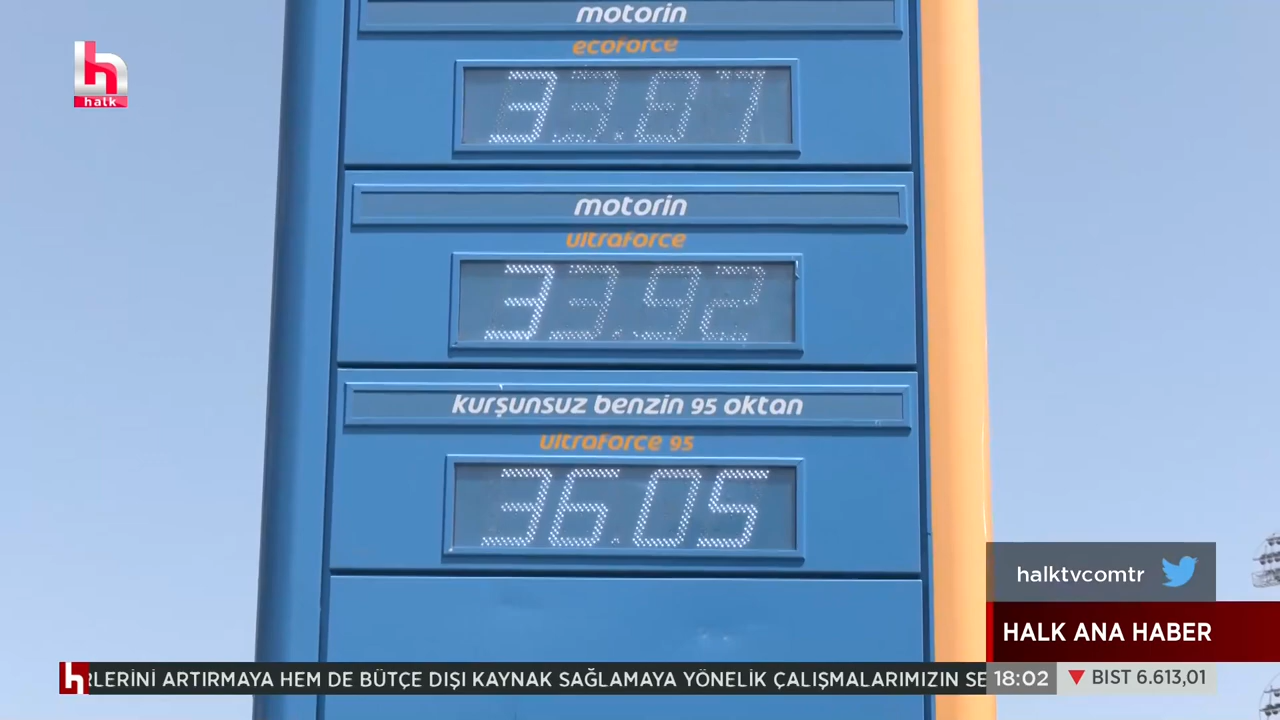 motorin
ecoforce
33.87
motorin
ultraforce
33.92
kurşunsuz benzin 95 oktan
ultraforce 95
36.05
h
halk
halktvcomtr
HALK ANA HABER
h
RLERİNİ ARTIRMAYA HEM DE BÜTÇE DIŞI KAYNAK SAĞLAMAYA YÖNELİK ÇALIŞMALARIMIZIN SE
18:02
BIST 6.613,01